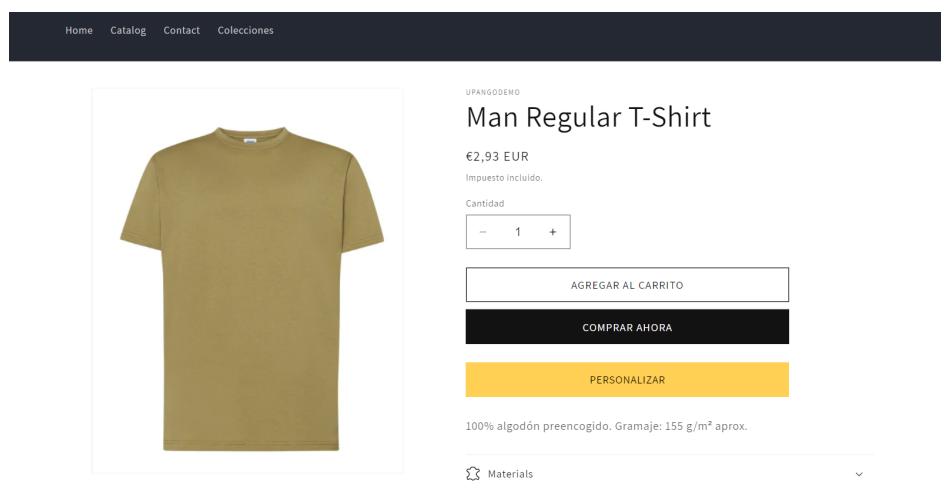 Home Catalog Contact Colecciones
UPANGODEMO
Man Regular T-Shirt
€2,93 EUR
Impuesto incluido.
Cantidad
− 1 +
AGREGAR AL CARRITO
COMPRAR AHORA
PERSONALIZAR
100% algodón preencogido. Gramaje: 155 g/m² aprox.
Materials